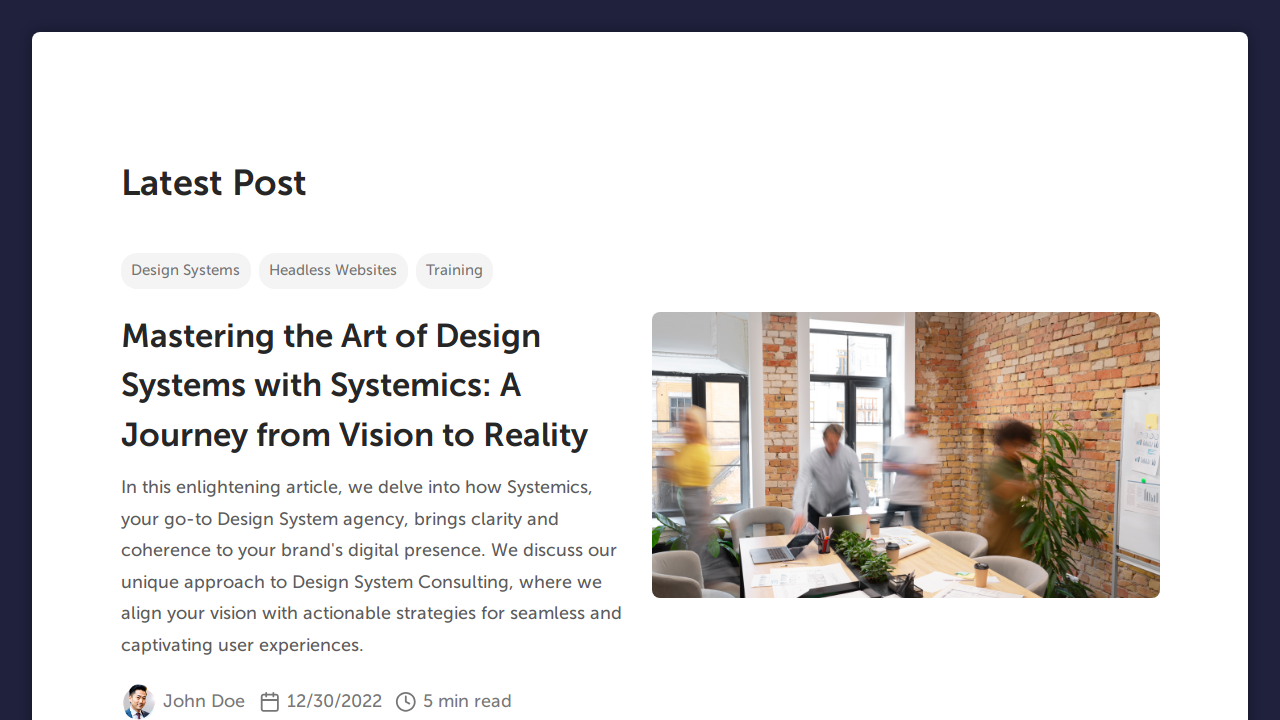 Latest Post
Design Systems Headless Websites Training
Mastering the Art of Design
Systems with Systemics: A
Journey from Vision to Reality
In this enlightening article, we delve into how Systemics,
your go-to Design System agency, brings clarity and
coherence to your brand's digital presence. We discuss our
unique approach to Design System Consulting, where we
align your vision with actionable strategies for seamless and
captivating user experiences.
John Doe 12/30/2022 5 min read